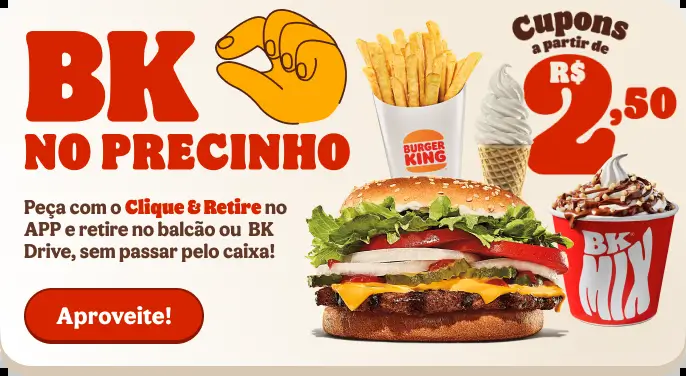 BK
NO PRECINHO
Peça com o Clique & Retire no
APP e retire no balcão ou BK
Drive, sem passar pelo caixa!
Aproveite!
BURGER
KING
Cupons
a partir de
R$
2,50
BK
MIX